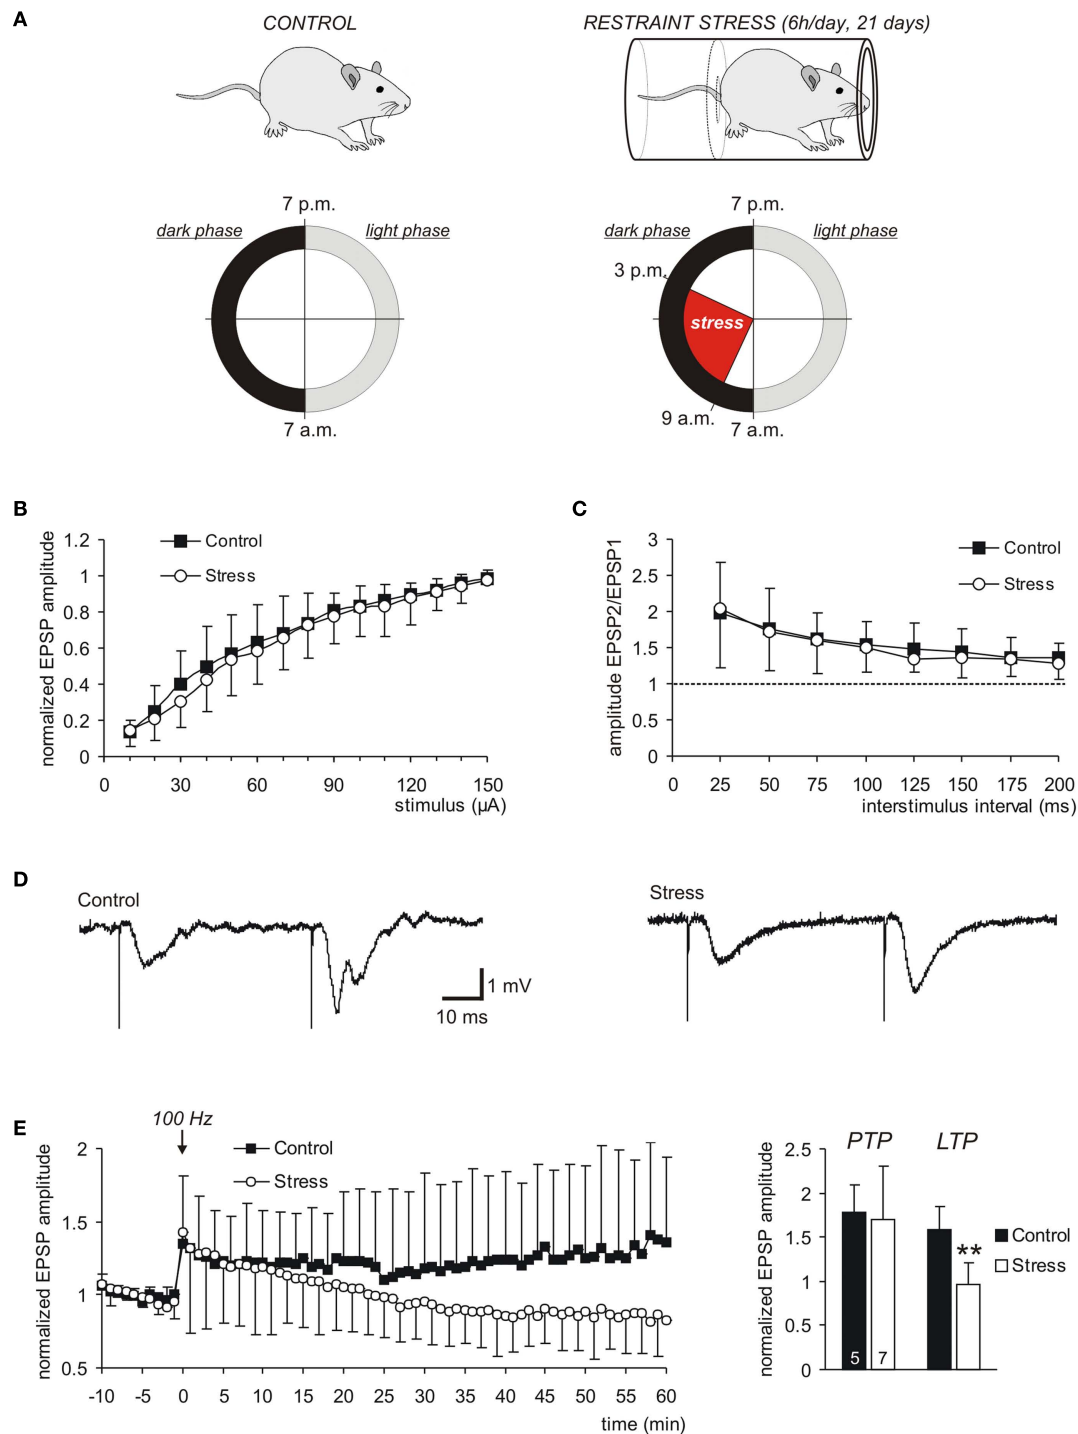 A
CONTROL
RESTRAINT STRESS (6h/day, 21 days)
7 p.m.
dark phase
light phase
7 a.m.
7 p.m.
dark phase
light phase
3 p.m.
stress
9 a.m.
7 a.m.
B
normalized EPSP amplitude
1.2
1
0.8
0.6
0.4
0.2
0
Control
Stress
0 30 60 90 120 150
stimulus (µA)
C
amplitude EPSP2/EPSP1
3
2.5
2
1.5
1
0.5
0
Control
Stress
0 25 50 75 100 125 150 175 200
interstimulus interval (ms)
D
Control
1 mV
10 ms
Stress
E
100 Hz
normalized EPSP amplitude
2
1.5
1
0.5
Control
Stress
-10 -5 0 5 10 15 20 25 30 35 40 45 50 55 60
time (min)
PTP LTP
normalized EPSP amplitude
2.5
2
1.5
1
0.5
0
**
5 7
Control
Stress